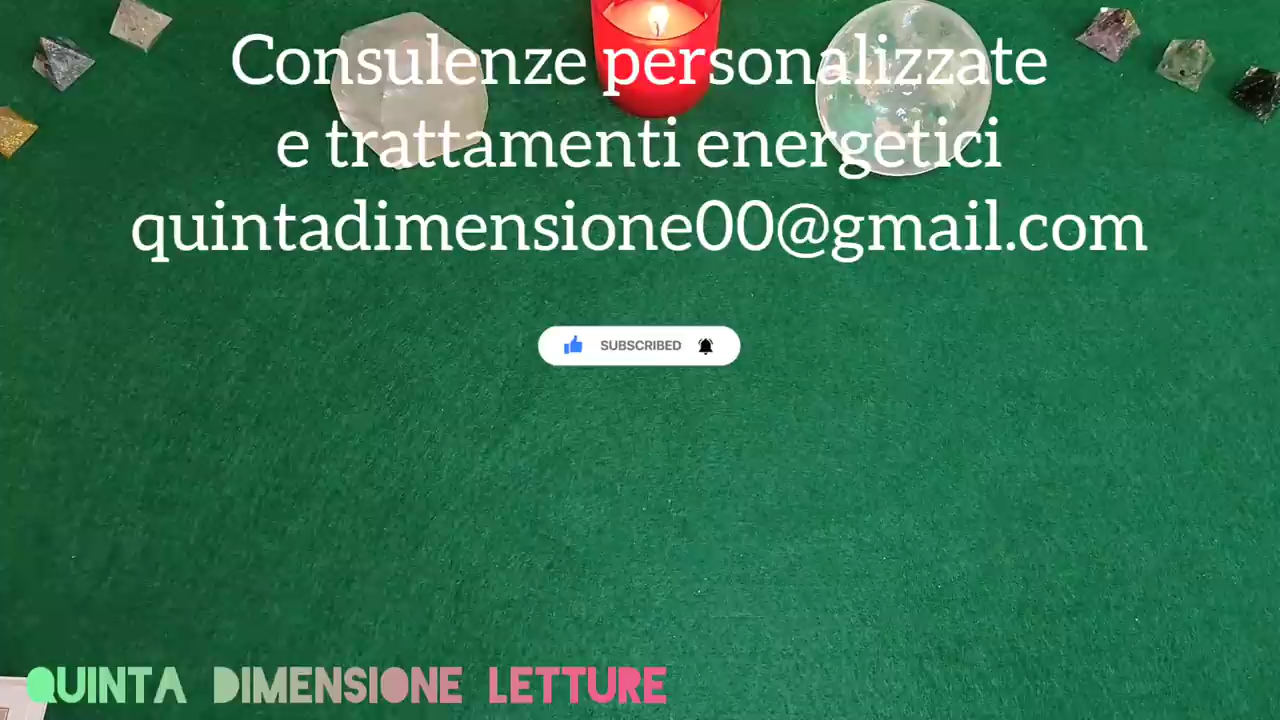 Consulenze personalizzate
e trattamenti energetici
quintadimensione00@gmail.com
SUBSCRIBED
QUINTA DIMENSIONE LETTURE